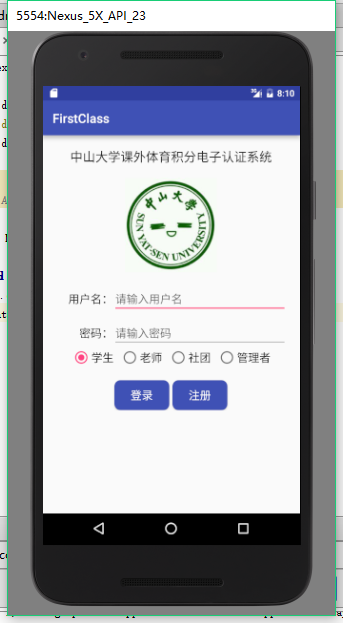 5554:Nexus_5X_API_23
8:10
FirstClass
中山大学课外体育积分电子认证系统
中山大学
SUN YAT-SEN UNIVERSITY
用户名： 请输入用户名
密码： 请输入密码
学生 老师 社团 管理者
登录 注册